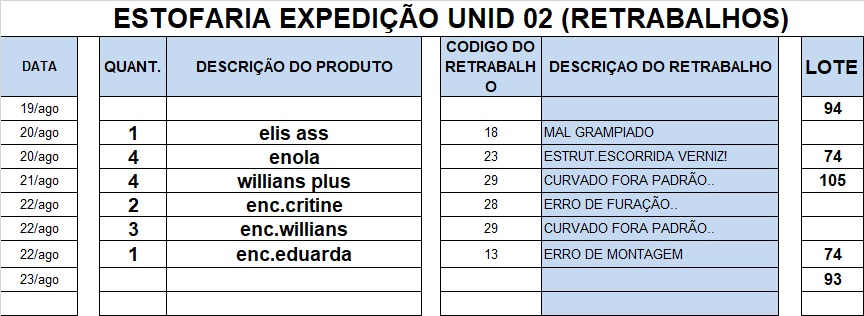 ESTOFARIA EXPEDIÇÃO UNID 02 (RETRABALHOS)
DATA QUANT. DESCRIÇÃO DO PRODUTO CODIGO DO RETRABALHO DESCRIÇAO DO RETRABALHO LOTE
19/ago 94
20/ago 1 elis ass 18 MAL GRAMPIADO
20/ago 4 enola 23 ESTRUT.ESCORRIDA VERNIZ! 74
21/ago 4 willians plus 29 CURVADO FORA PADRÃO.. 105
22/ago 2 enc.critine 28 ERRO DE FURAÇÃO..
22/ago 3 enc.willians 29 CURVADO FORA PADRÃO..
22/ago 1 enc.eduarda 13 ERRO DE MONTAGEM 74
23/ago 93